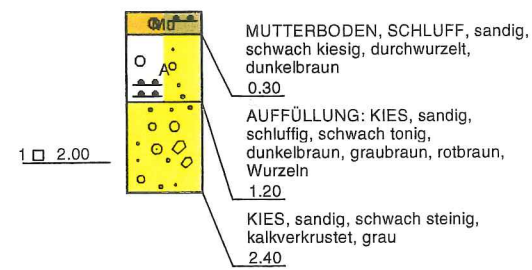 Mu
MUTTERBODEN, SCHLUFF, sandig,
schwach kiesig, durchwurzelt,
dunkelbraun
0.30
A
AUFFÜLLUNG: KIES, sandig,
schluffig, schwach tonig,
dunkelbraun, graubraun, rotbraun,
Wurzeln
1.20
1 □ 2.00
KIES, sandig, schwach steinig,
kalkverkrustet, grau
2.40